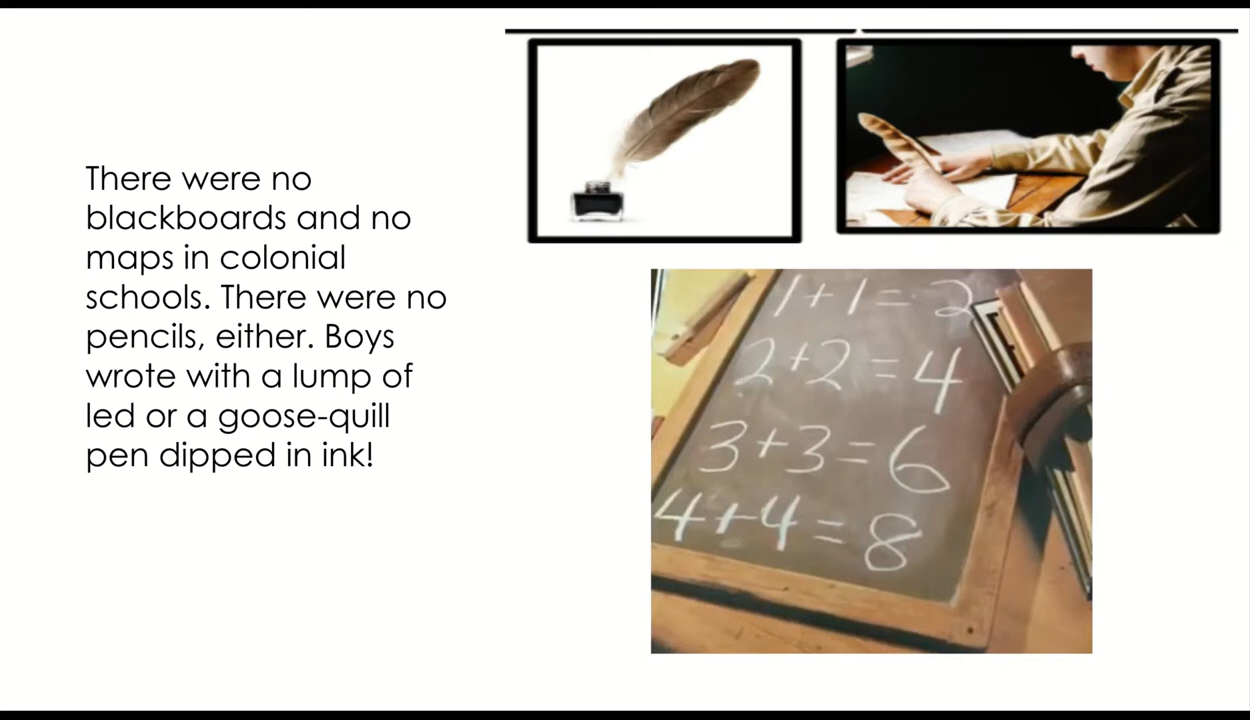 There were no
blackboards and no
maps in colonial
schools. There were no
pencils, either. Boys
wrote with a lump of
led or a goose-quill
pen dipped in ink!
1+1=2
2+2=4
3+3=6
4+4=8